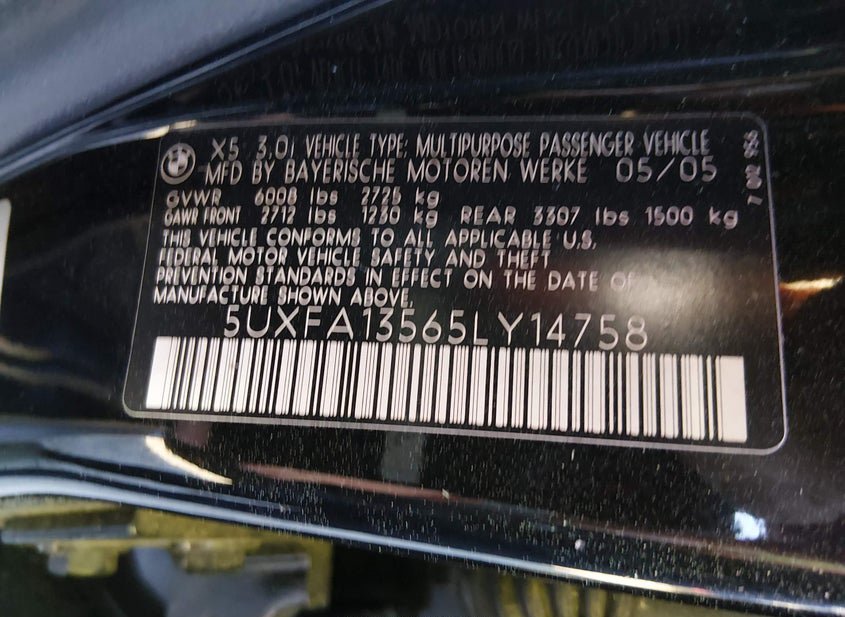 X5 3.0i VEHICLE TYPE: MULTIPURPOSE PASSENGER VEHICLE
MFD BY BAYERISCHE MOTOREN WERKE 05/05
GVWR 6008 lbs 2725 kg
GAWR FRONT 2712 lbs 1230 kg REAR 3307 lbs 1500 kg
THIS VEHICLE CONFORMS TO ALL APPLICABLE U.S.
FEDERAL MOTOR VEHICLE SAFETY AND THEFT
PREVENTION STANDARDS IN EFFECT ON THE DATE OF
MANUFACTURE SHOWN ABOVE.
5UXFA13565LY14758